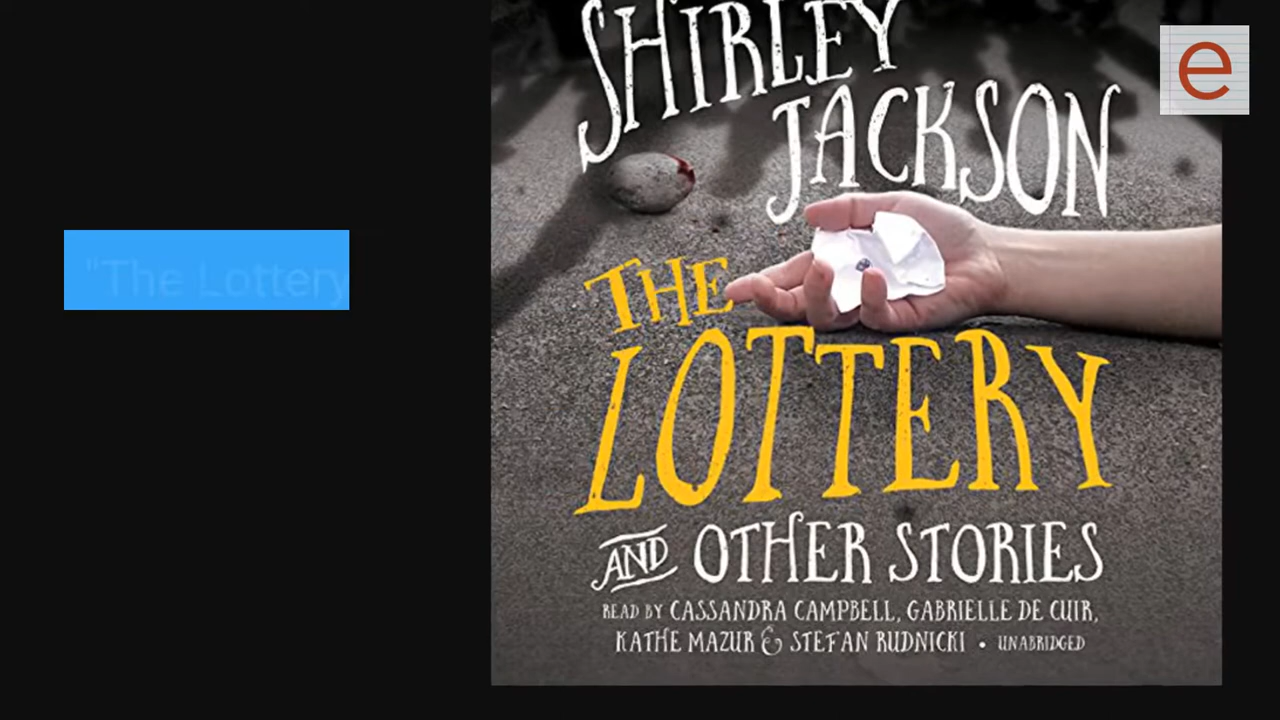 "The Lottery
SHIRLEY
JACKSON
THE
LOTTERY
AND OTHER STORIES
READ BY CASSANDRA CAMPBELL, GABRIELLE DE CUIR,
KATHE MAZUR & STEFAN RUDNICKI • UNABRIDGED
e